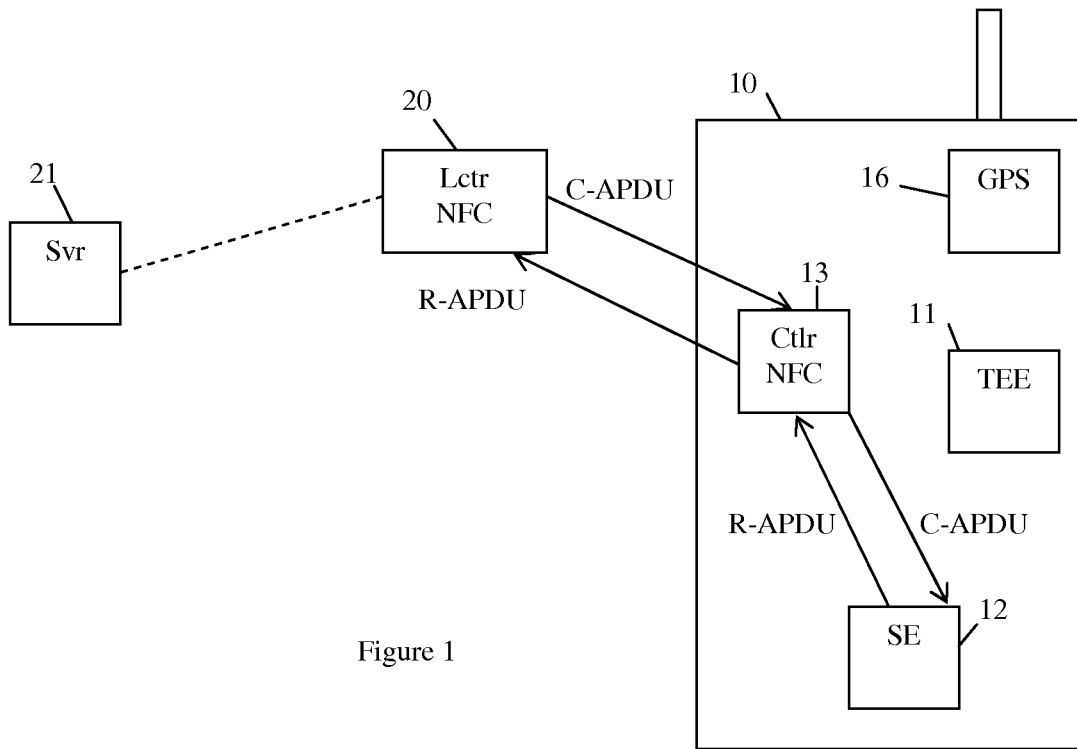 10
20
GPS
16
21
Lctr
NFC
C-APDU
Svr
R-APDU
13
11
Ctlr
NFC
TEE
R-APDU
C-APDU
12
SE
Figure 1